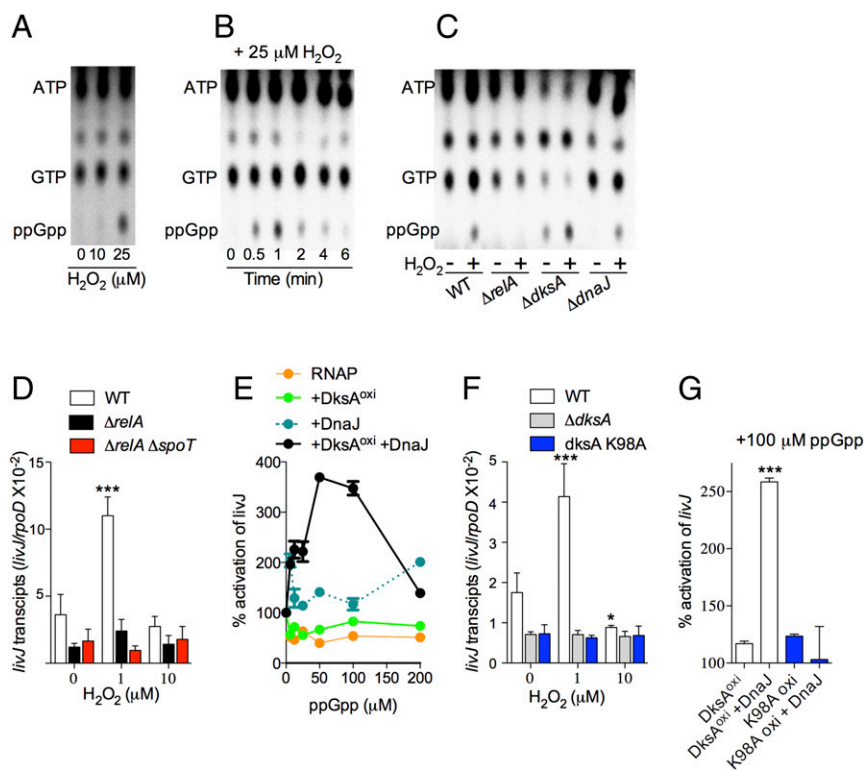 A
ATP
GTP
ppGpp
0 10 25
H2O2 (μM)
B
+ 25 μM H2O2
ATP
GTP
ppGpp
0 0.5 1 2 4 6
Time (min)
C
ATP
GTP
ppGpp
H2O2 - + - + - + - +
WT ΔrelA ΔdksA ΔdnaJ
D
WT
ΔrelA
ΔrelA ΔspoT
livJ transcipts (livJ/rpoD X10-2)
15
10
5
***
0 1 10
H2O2 (μM)
E
RNAP
+DksAoxi
+DnaJ
+DksAoxi +DnaJ
% activation of livJ
400
300
200
100
0
0 50 100 150 200
ppGpp (μM)
F
WT
ΔdksA
dksA K98A
livJ transcipts (livJ/rpoD X10-2)
5
4
3
2
1
0
***
*
0 1 10
H2O2 (μM)
G
+100 μM ppGpp
% activation of livJ
250
200
150
100
***
DksAoxi
DksAoxi +DnaJ
K98A oxi
K98A oxi + DnaJ